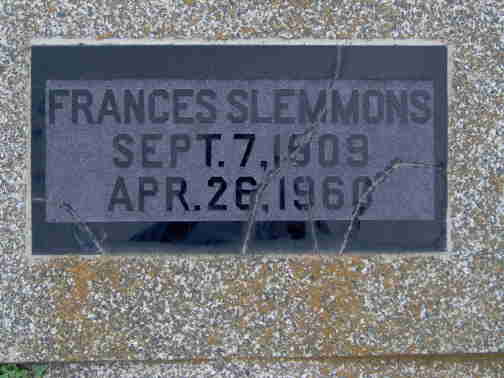 FRANCES SLEMMONS
SEPT. 7, 1909
APR. 26, 1960